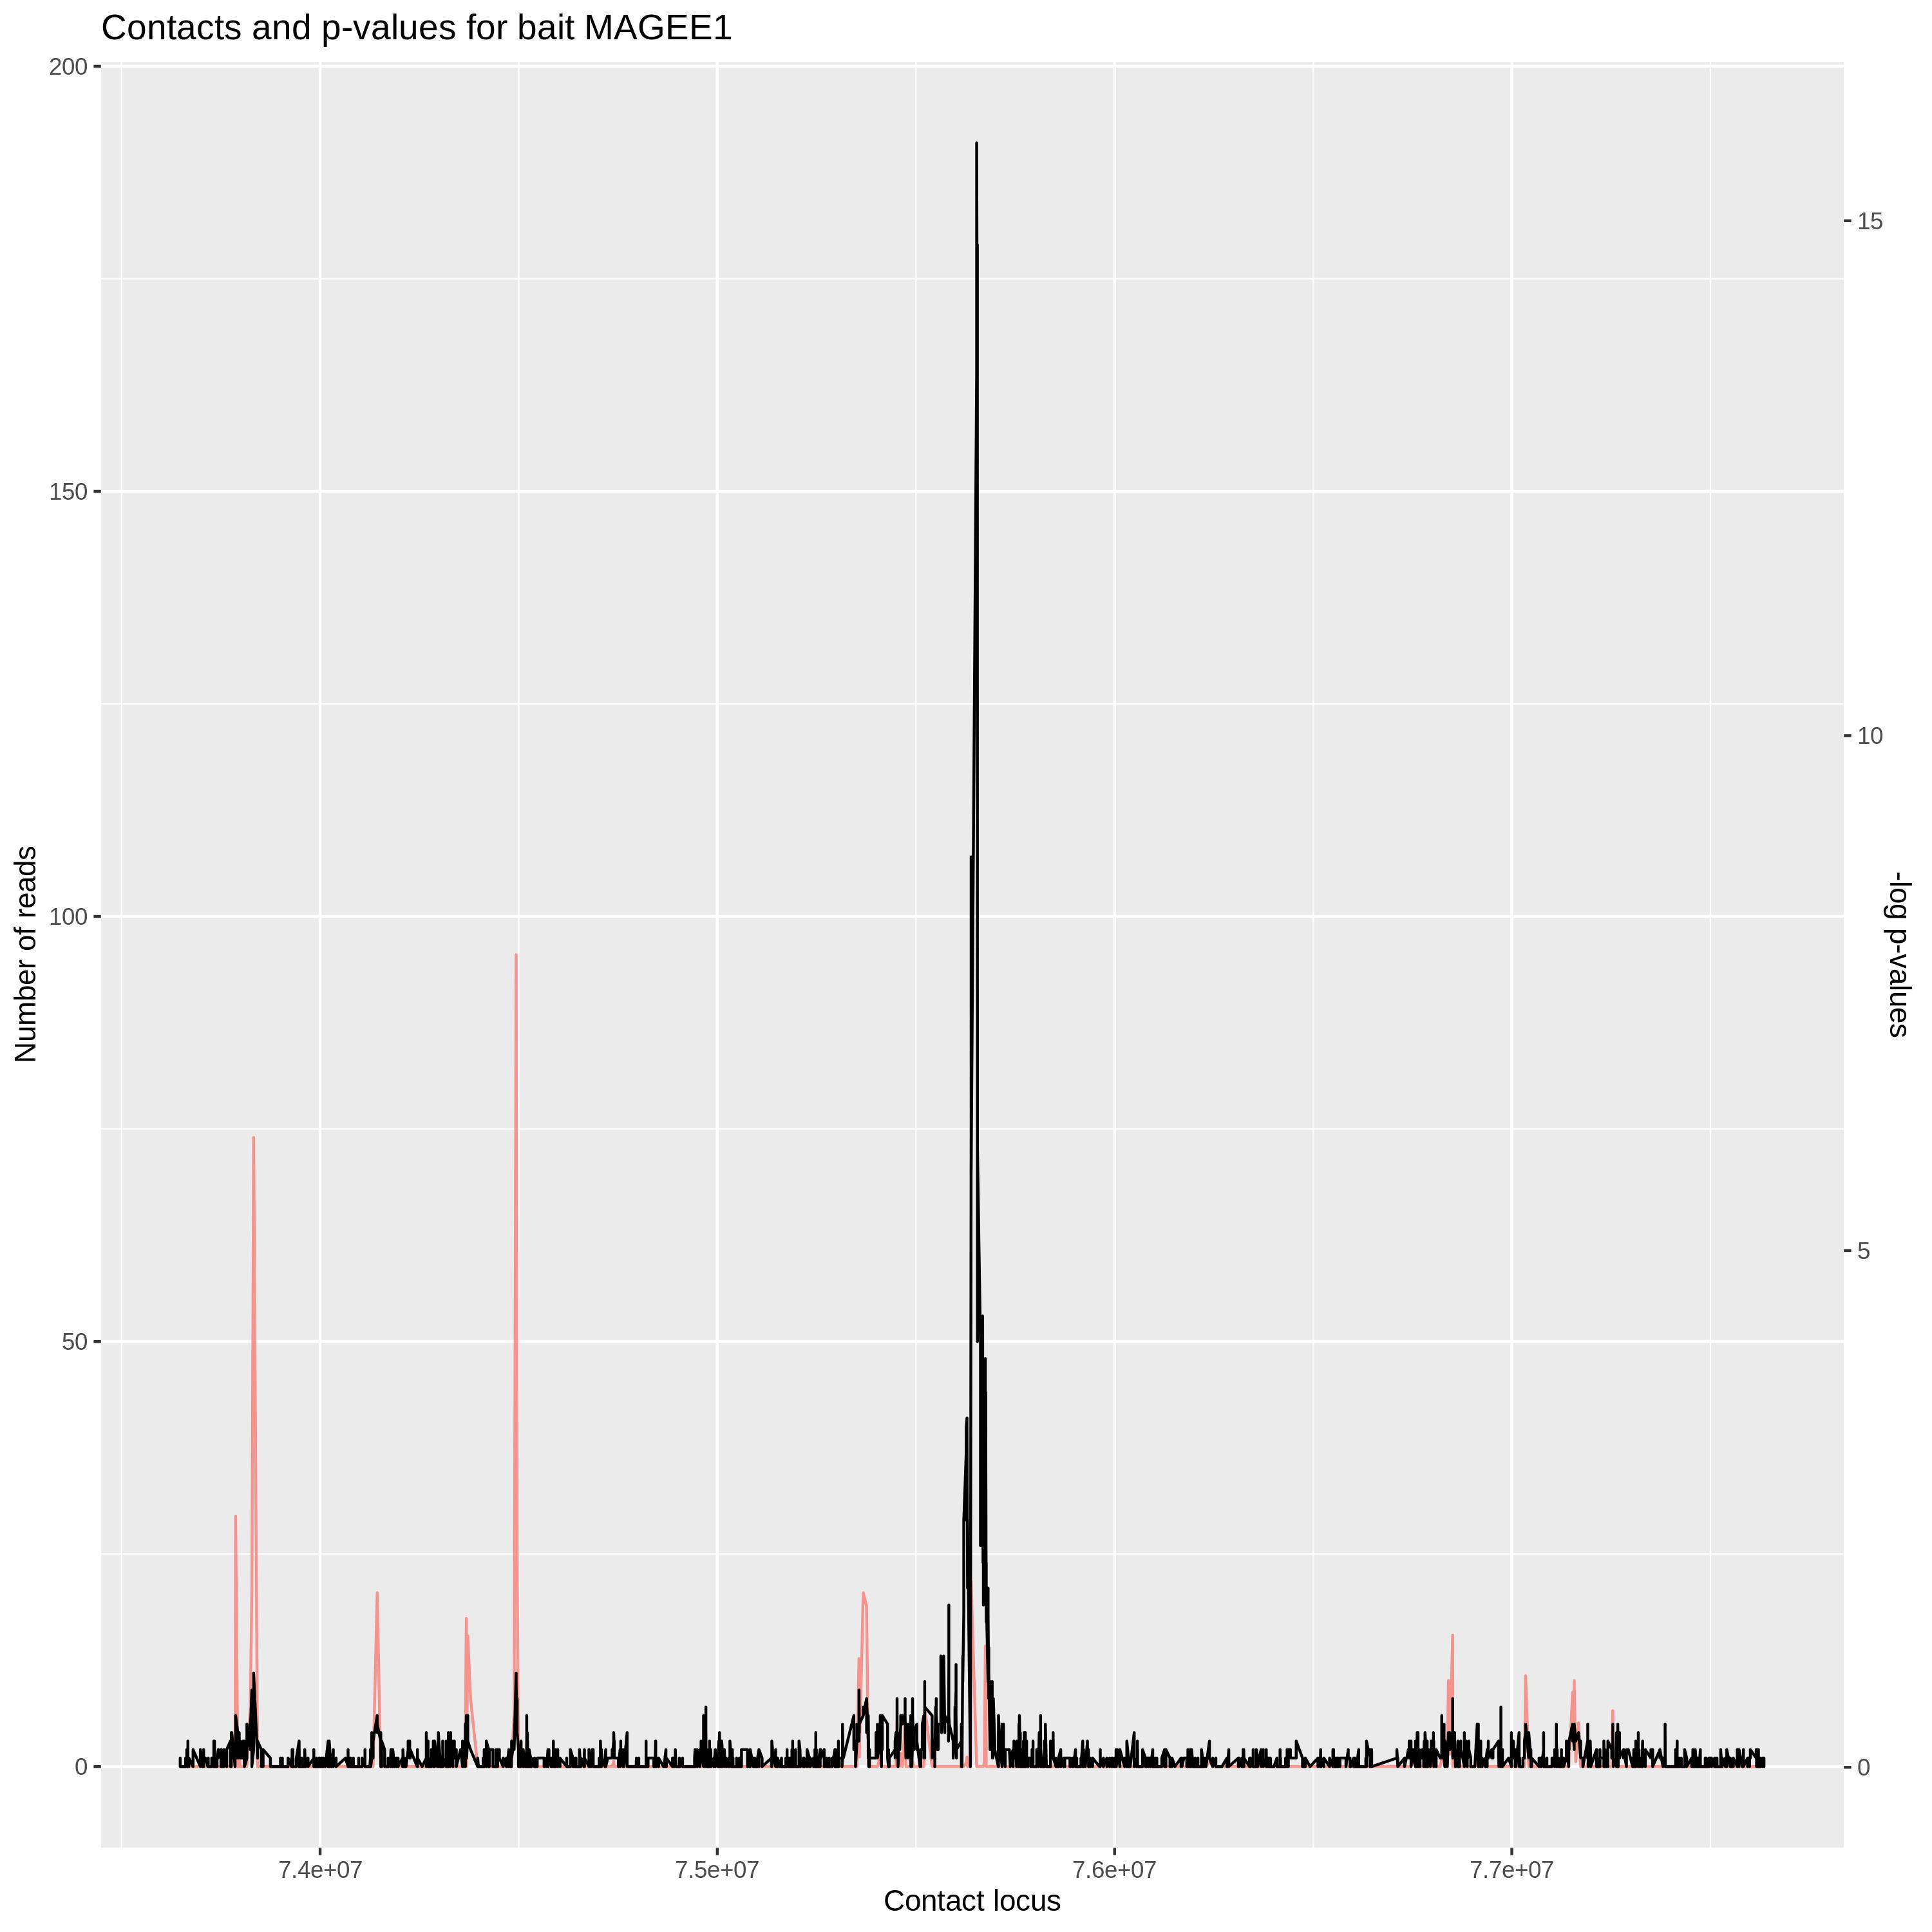 Contacts and p-values for bait MAGEE1
200
150
100
50
0
Number of reads
15
10
5
0
-log p-values
7.4e+07
7.5e+07
7.6e+07
7.7e+07
Contact locus